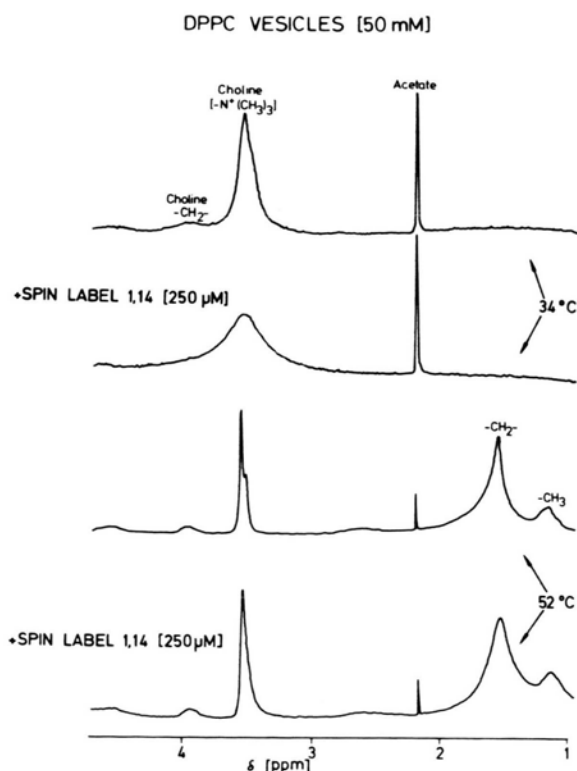 DPPC VESICLES [50 mM]
Choline
[-N⁺(CH₃)₃]
Acetate
Choline
-CH₂-
+SPIN LABEL 1,14 [250 µM]
34 °C
-CH₂-
-CH₃
52 °C
+SPIN LABEL 1,14 [250 µM]
4 3 2 1
δ [ppm]